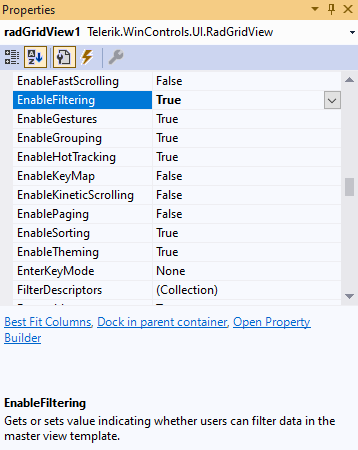 Properties
radGridView1 Telerik.WinControls.UI.RadGridView
EnableFastScrolling False
EnableFiltering True
EnableGestures True
EnableGrouping True
EnableHotTracking True
EnableKeyMap False
EnableKineticScrolling False
EnablePaging False
EnableSorting True
EnableTheming True
EnterKeyMode None
FilterDescriptors (Collection)
Best Fit Columns, Dock in parent container, Open Property
Builder
EnableFiltering
Gets or sets value indicating whether users can filter data in the
master view template.